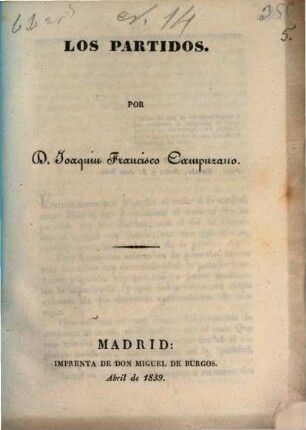 LOS PARTIDOS.
POR
D. Joaquin Francisco Campuzano.
MADRID:
IMPRENTA DE DON MIGUEL DE BURGOS.
Abril de 1839.